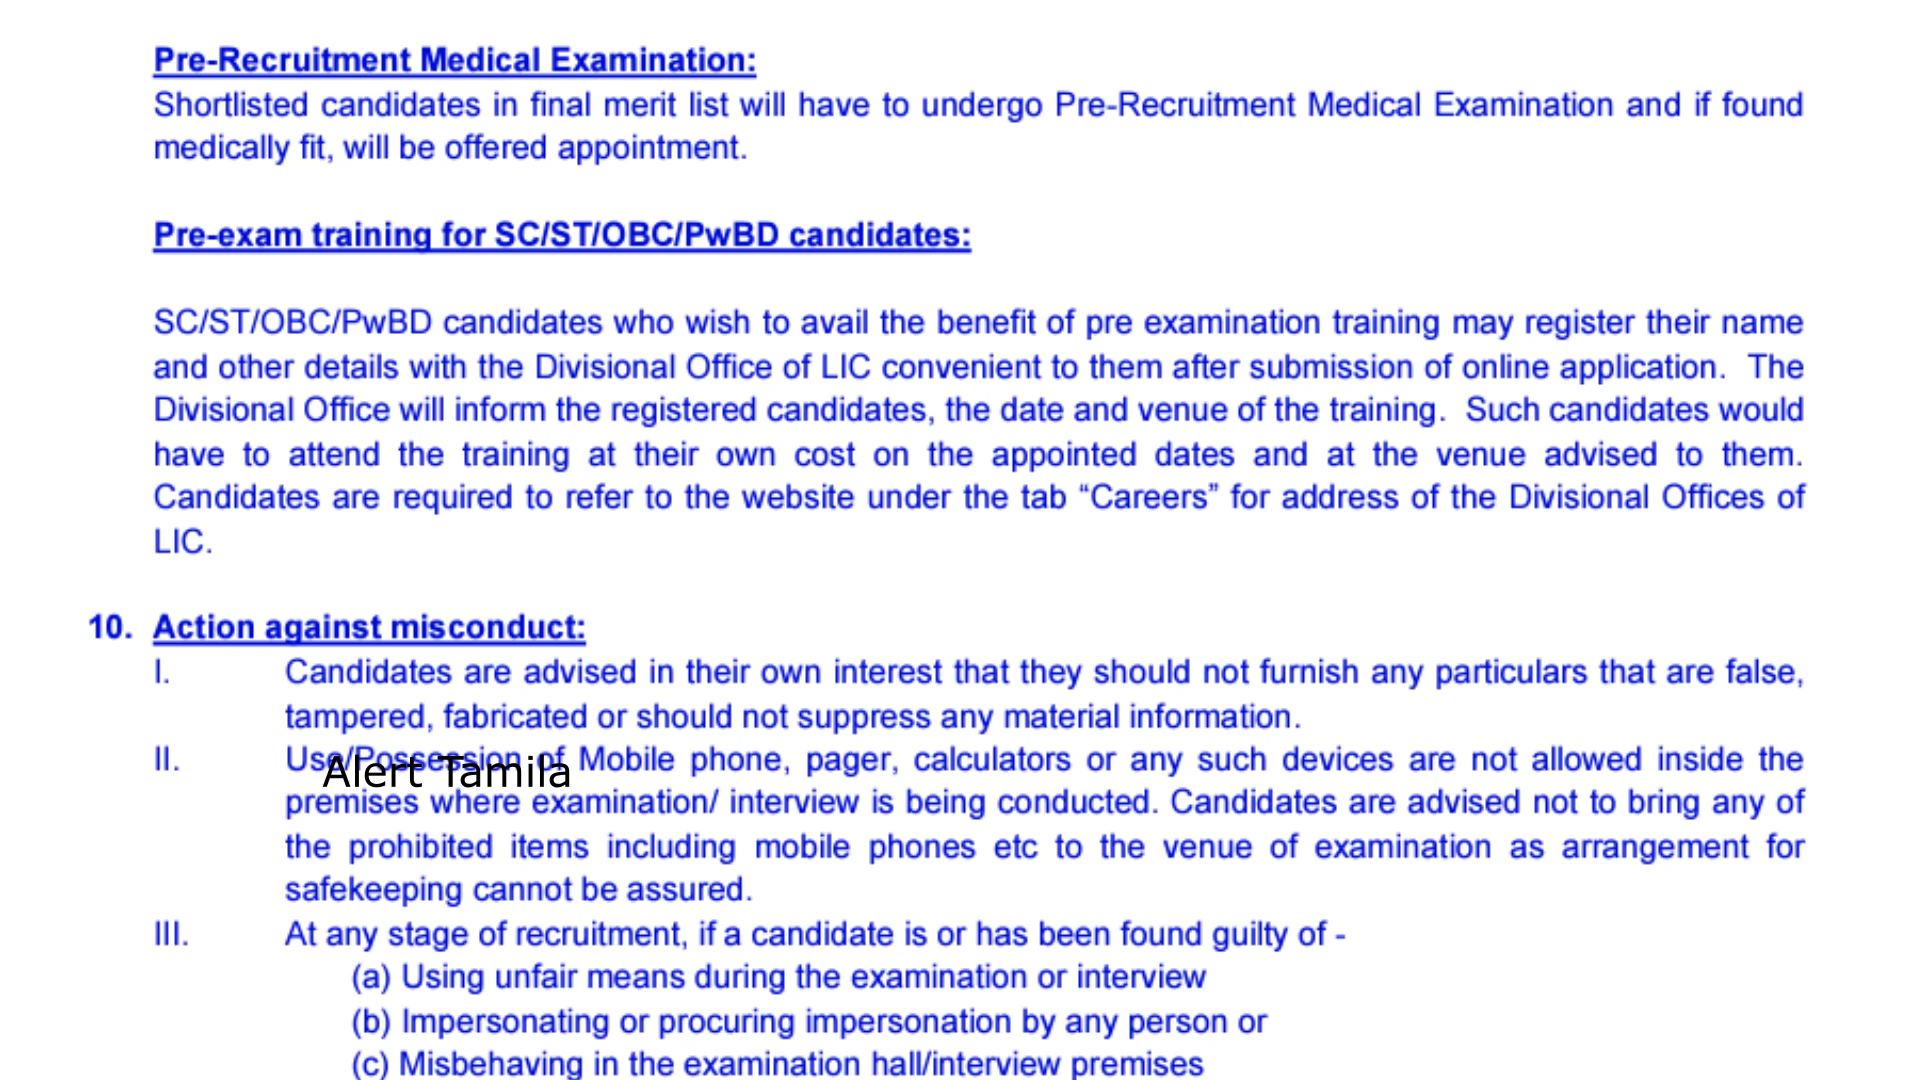 Pre-Recruitment Medical Examination:
Shortlisted candidates in final merit list will have to undergo Pre-Recruitment Medical Examination and if found
medically fit, will be offered appointment.
Pre-exam training for SC/ST/OBC/PwBD candidates:
SC/ST/OBC/PwBD candidates who wish to avail the benefit of pre examination training may register their name
and other details with the Divisional Office of LIC convenient to them after submission of online application. The
Divisional Office will inform the registered candidates, the date and venue of the training. Such candidates would
have to attend the training at their own cost on the appointed dates and at the venue advised to them.
Candidates are required to refer to the website under the tab “Careers” for address of the Divisional Offices of
LIC.
10. Action against misconduct:
I. Candidates are advised in their own interest that they should not furnish any particulars that are false,
tampered, fabricated or should not suppress any material information.
II. Use/Possession of Mobile phone, pager, calculators or any such devices are not allowed inside the
Alert Tamila
premises where examination/ interview is being conducted. Candidates are advised not to bring any of
the prohibited items including mobile phones etc to the venue of examination as arrangement for
safekeeping cannot be assured.
III. At any stage of recruitment, if a candidate is or has been found guilty of -
(a) Using unfair means during the examination or interview
(b) Impersonating or procuring impersonation by any person or
(c) Misbehaving in the examination hall/interview premises